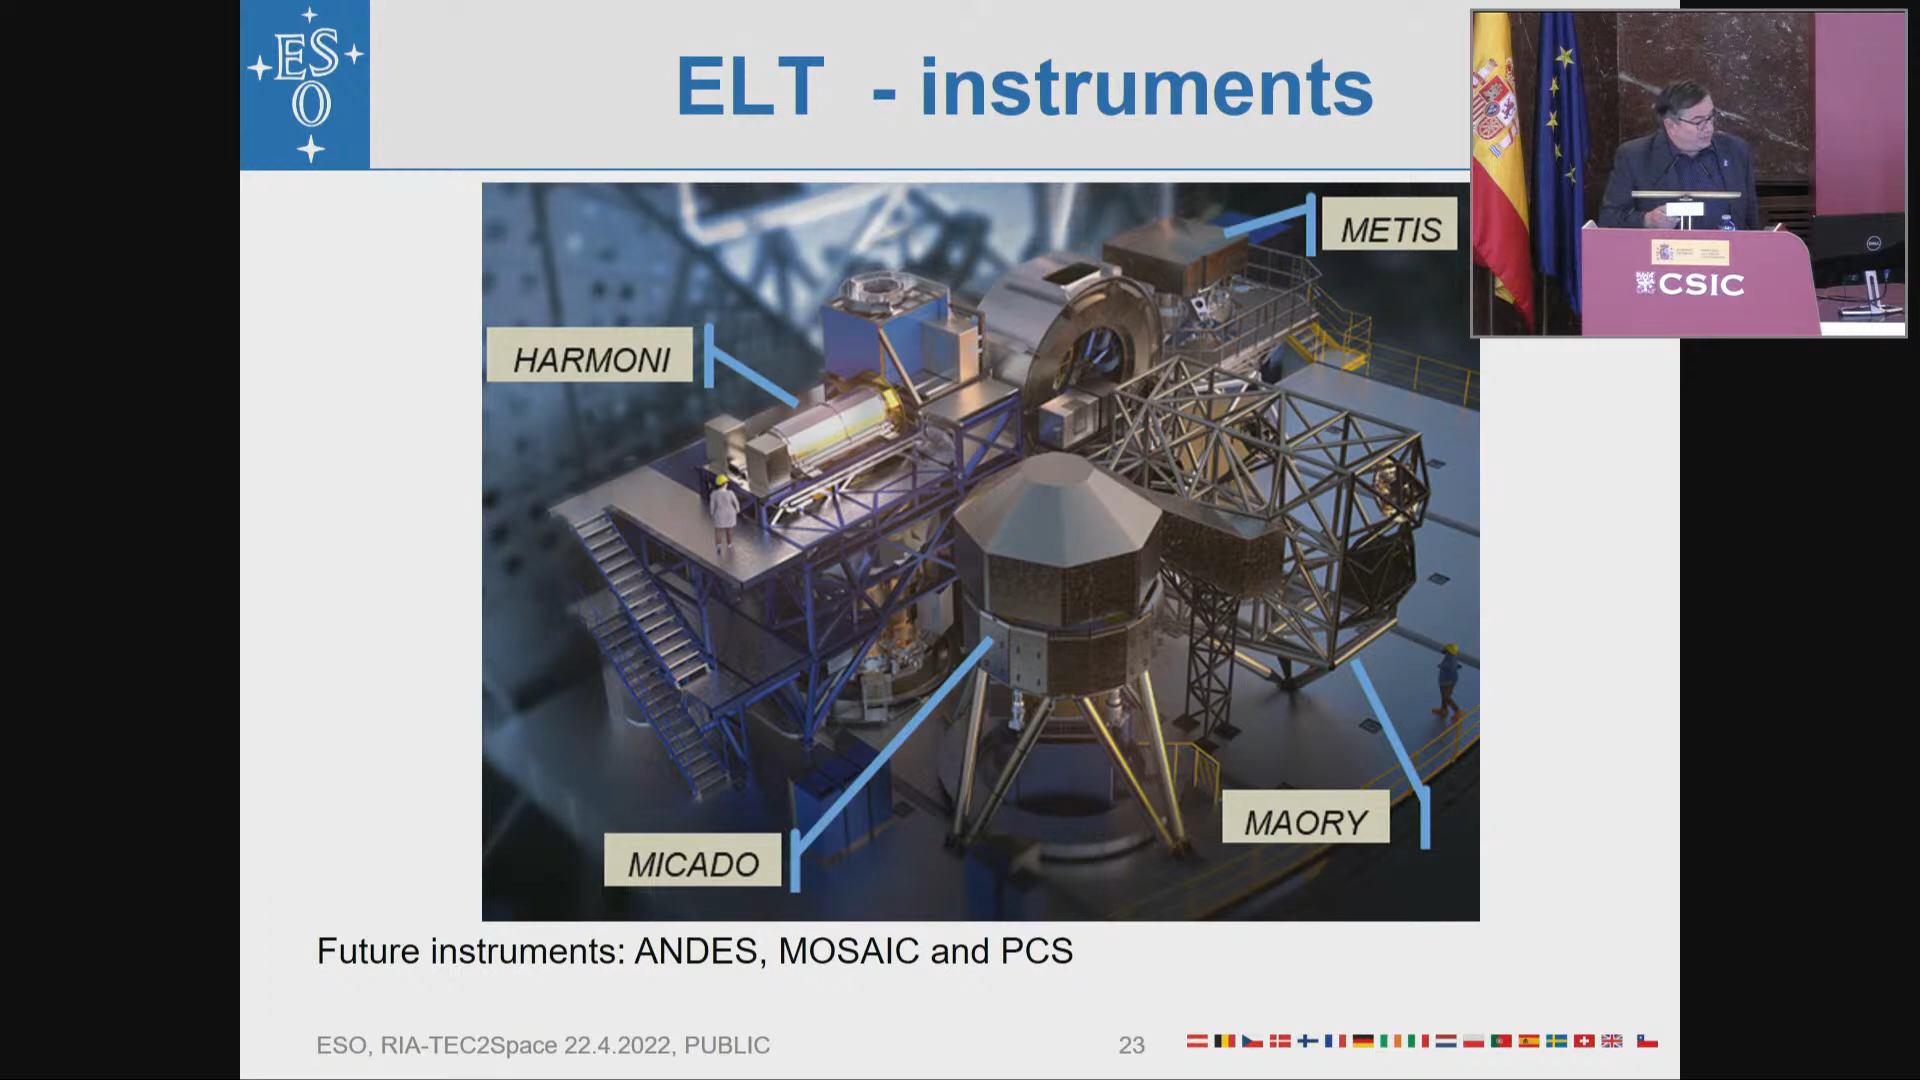 ES
O
ELT - instruments
METIS
HARMONI
MICADO
MAORY
CSIC
Future instruments: ANDES, MOSAIC and PCS
ESO, RIA-TEC2Space 22.4.2022, PUBLIC
23